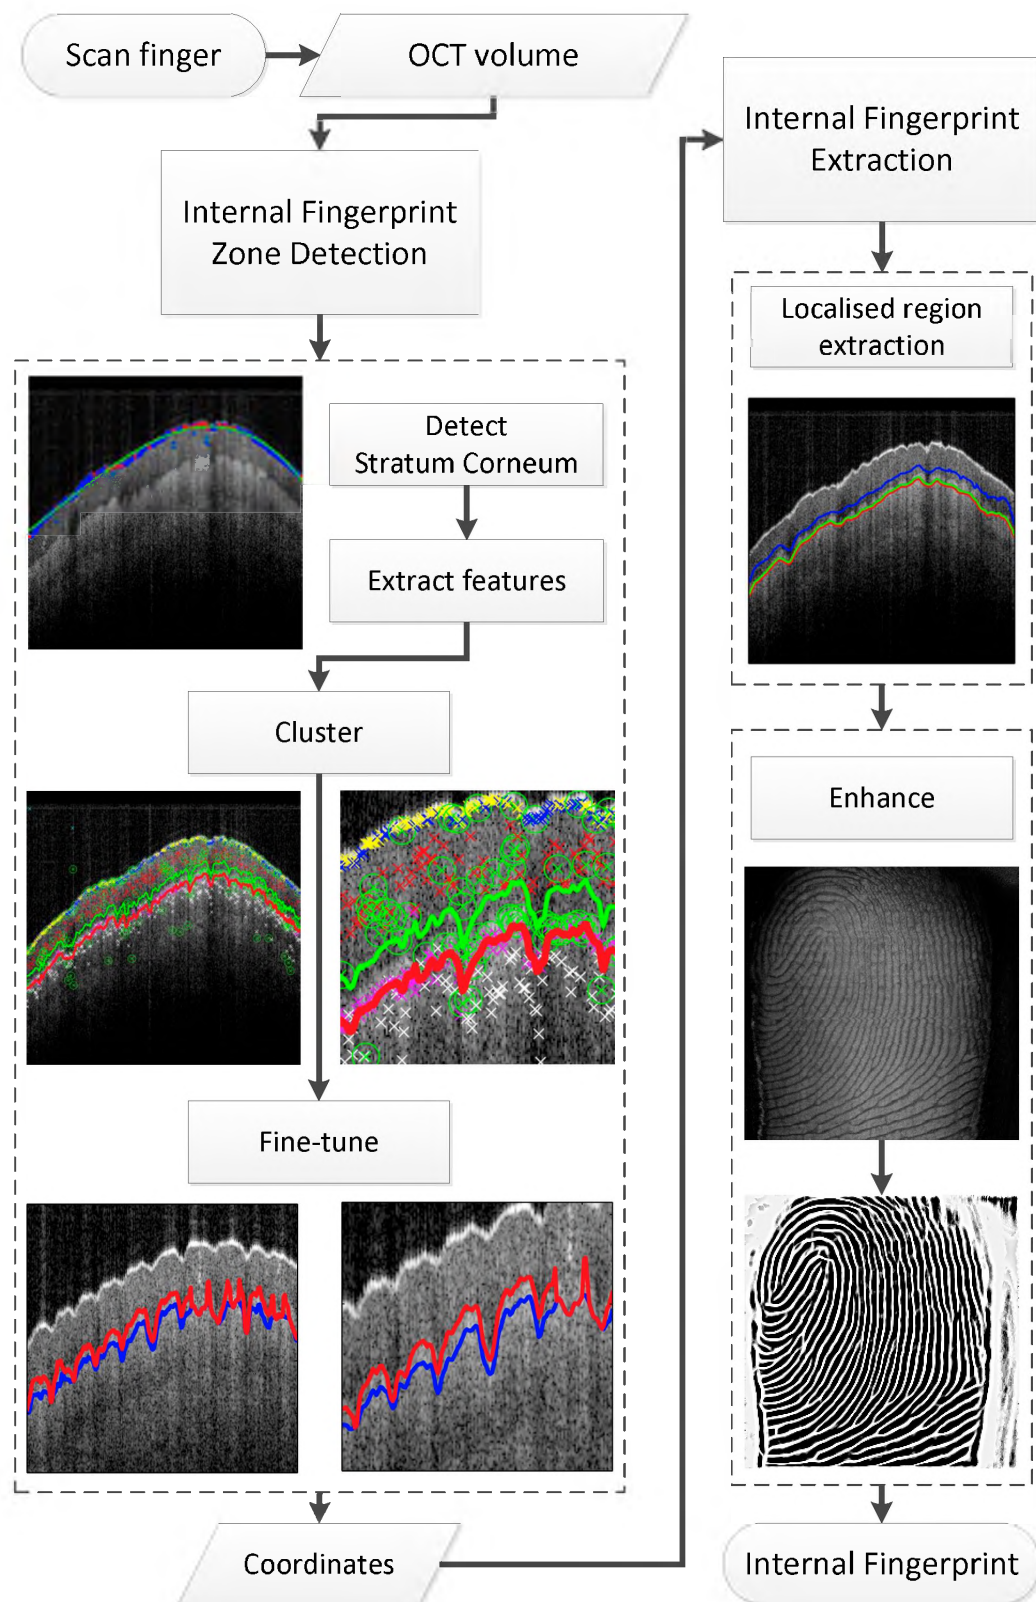 Scan finger
OCT volume
Internal Fingerprint
Zone Detection
Detect
Stratum Corneum
Extract features
Cluster
Fine-tune
Coordinates
Internal Fingerprint
Extraction
Localised region
extraction
Enhance
Internal Fingerprint